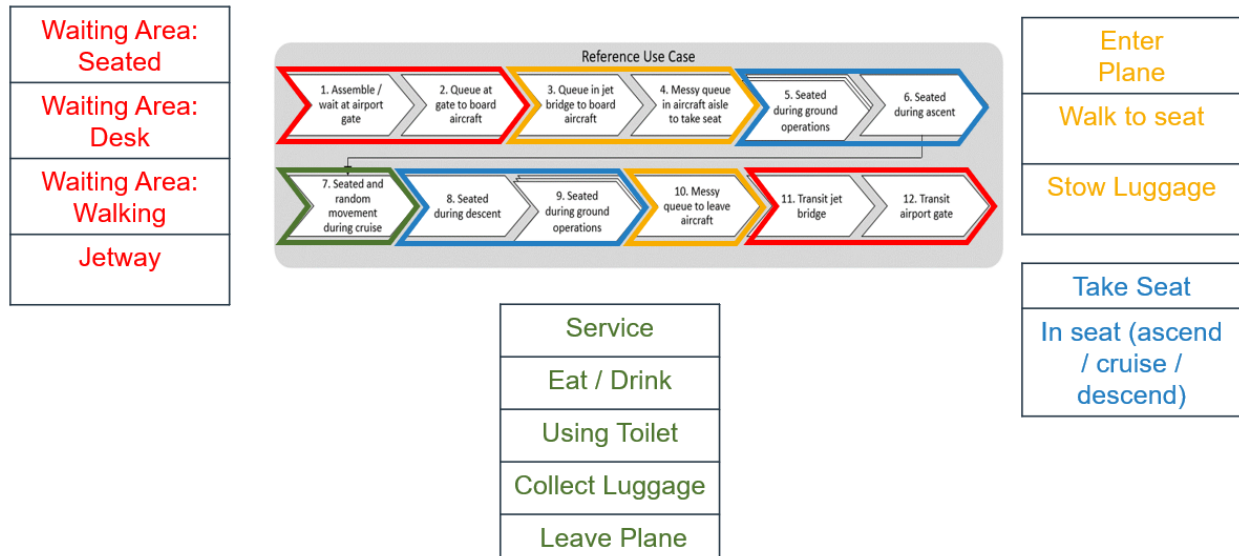 Waiting Area:
Seated
Waiting Area:
Desk
Waiting Area:
Walking
Jetway
Reference Use Case
1. Assemble /
wait at airport
gate
2. Queue at
gate to board
aircraft
3. Queue in jet
bridge to board
aircraft
4. Messy queue
in aircraft aisle
to take seat
5. Seated
during ground
operations
6. Seated
during ascent
7. Seated and
random
movement
during cruise
8. Seated
during descent
9. Seated
during ground
operations
10. Messy
queue to leave
aircraft
11. Transit jet
bridge
12. Transit
airport gate
Enter
Plane
Walk to seat
Stow Luggage
Take Seat
In seat (ascend
/ cruise /
descend)
Service
Eat / Drink
Using Toilet
Collect Luggage
Leave Plane